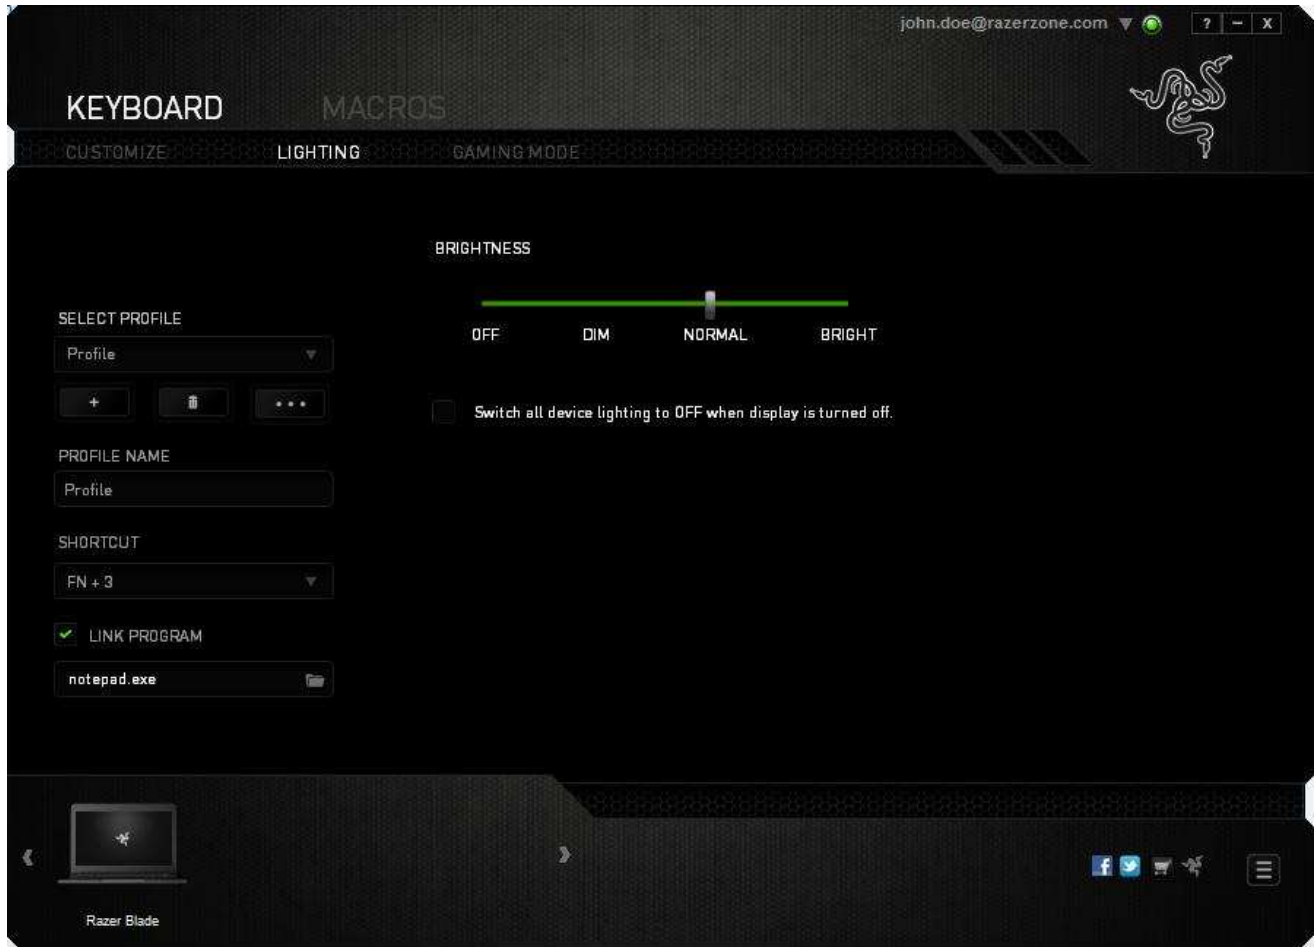 john.doe@razerzone.com
? – X
KEYBOARD MACROS
CUSTOMIZE LIGHTING GAMING MODE
BRIGHTNESS
OFF DIM NORMAL BRIGHT
Switch all device lighting to OFF when display is turned off.
SELECT PROFILE
Profile
+ •••
PROFILE NAME
Profile
SHORTCUT
FN + 3
LINK PROGRAM
notepad.exe
Razer Blade